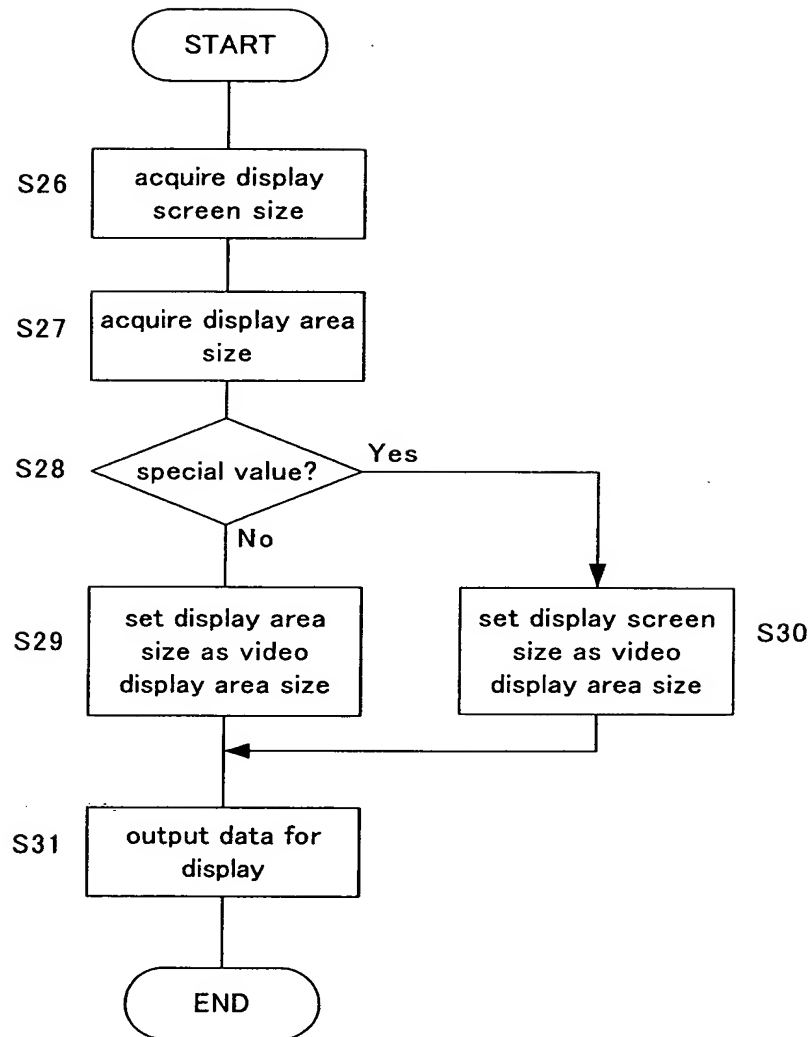 START
S26
acquire display
screen size
S27
acquire display area
size
S28
special value?
Yes
No
S29
set display area
size as video
display area size
set display screen
size as video
display area size
S30
S31
output data for
display
END